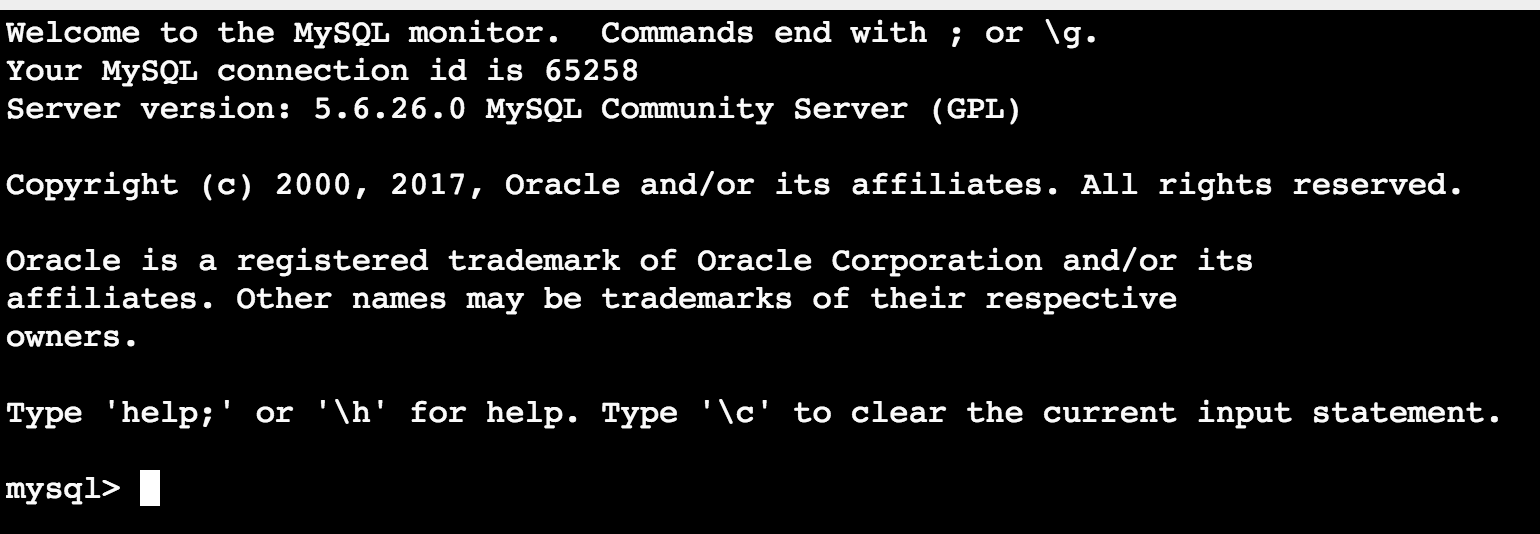 Welcome to the MySQL monitor.  Commands end with ; or \g.
Your MySQL connection id is 65258
Server version: 5.6.26.0 MySQL Community Server (GPL)
Copyright (c) 2000, 2017, Oracle and/or its affiliates. All rights reserved.
Oracle is a registered trademark of Oracle Corporation and/or its
affiliates. Other names may be trademarks of their respective
owners.
Type 'help;' or '\h' for help. Type '\c' to clear the current input statement.
mysql>